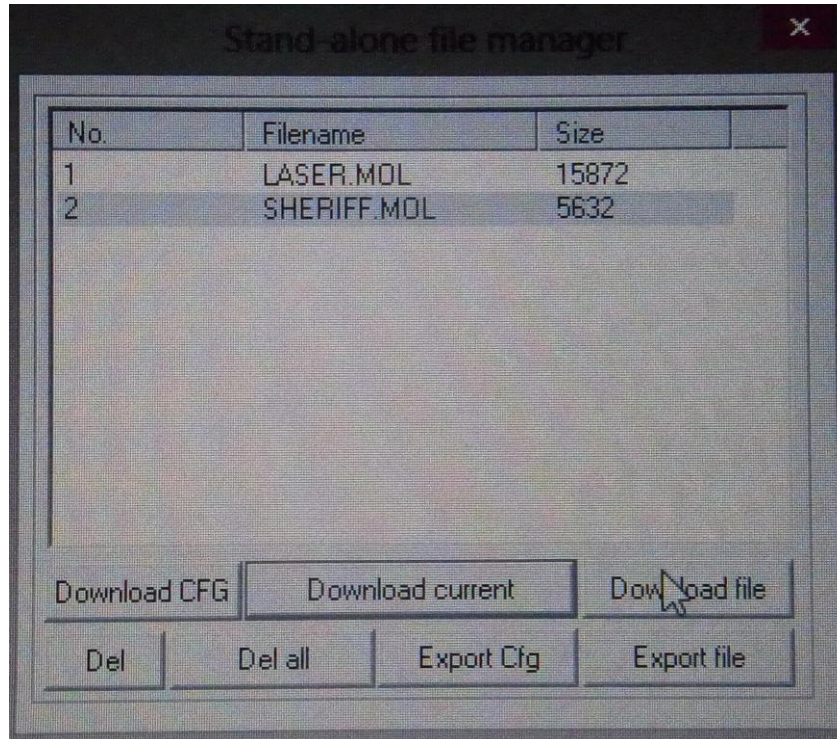 Stand-alone file manager
No. Filename Size
1 LASER.MOL 15872
2 SHERIFF.MOL 5632
Download CFG Download current Download file
Del Del all Export Cfg Export file